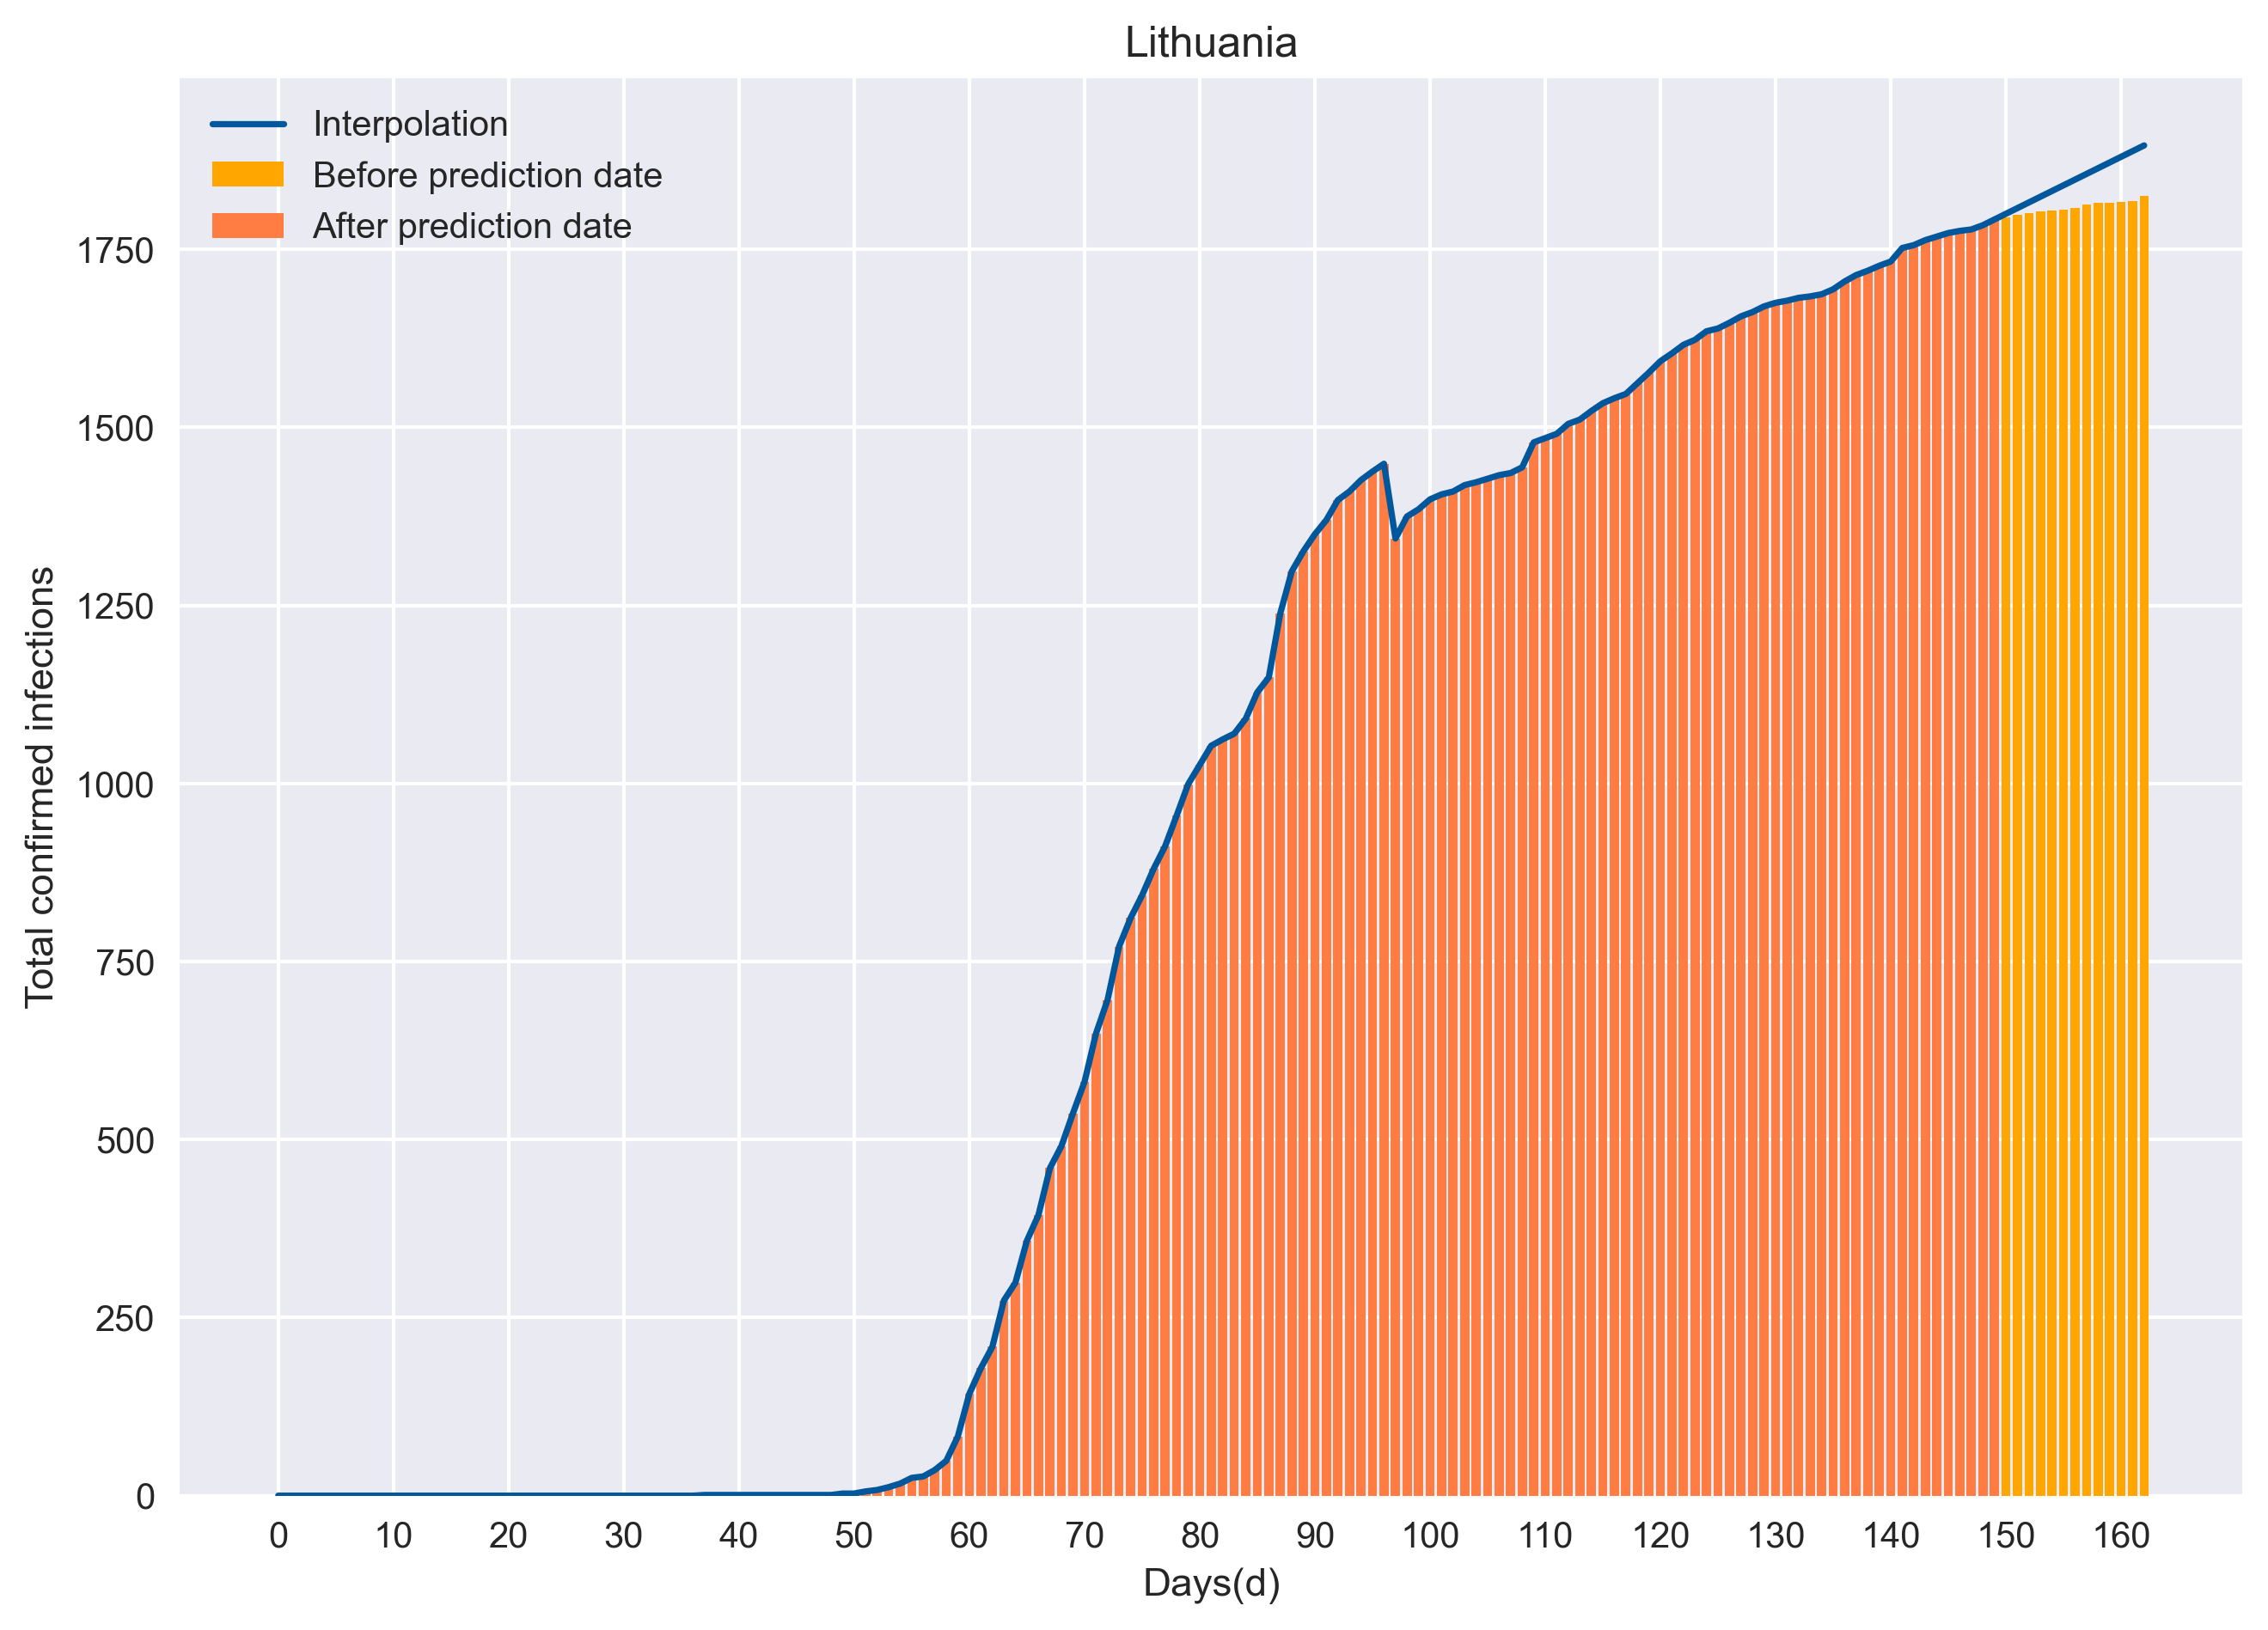 Lithuania
Interpolation
Before prediction date
After prediction date
1750
1500
1250
1000
750
500
250
0
Total confirmed infections
0 10 20 30 40 50 60 70 80 90 100 110 120 130 140 150 160
Days(d)